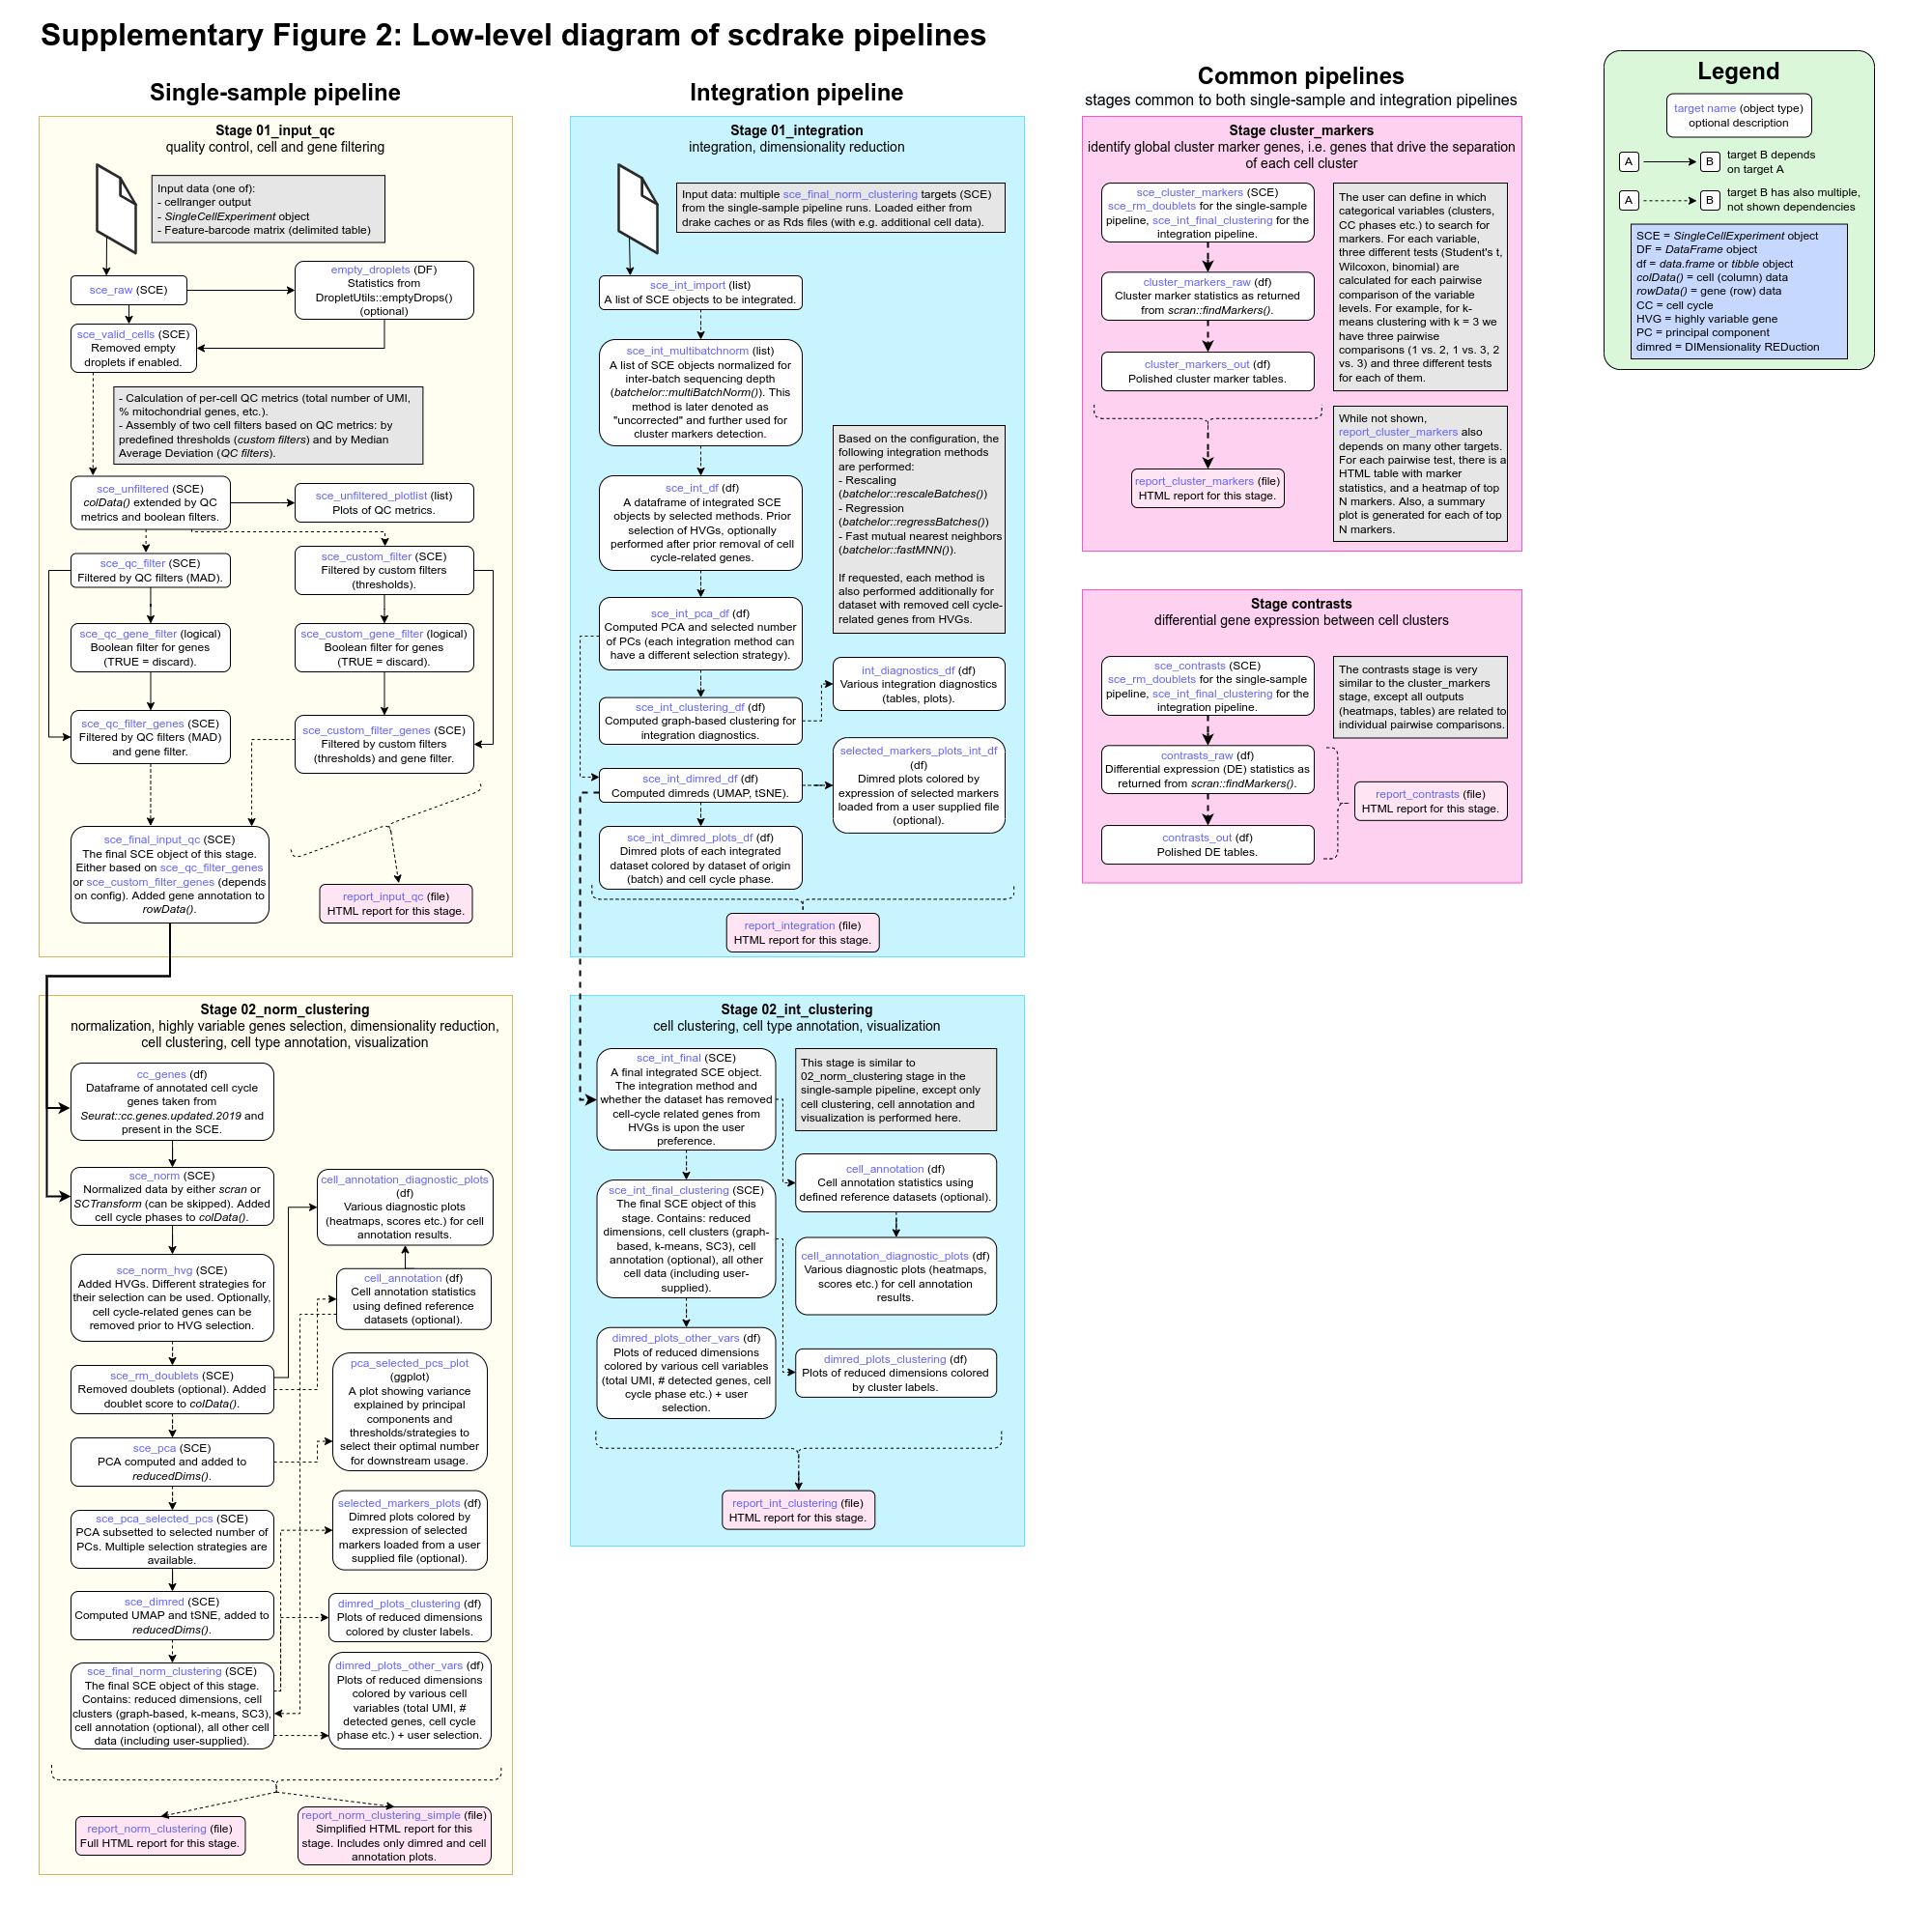 Supplementary Figure 2: Low-level diagram of scdrake pipelines
Single-sample pipeline
Stage 01_input_qc
quality control, cell and gene filtering
Input data (one of):
- cellranger output
- SingleCellExperiment object
- Feature-barcode matrix (delimited table)
sce_raw (SCE)
empty_droplets (DF)
Statistics from
DropletUtils::emptyDrops()
(optional)
sce_valid_cells (SCE)
Removed empty
droplets if enabled.
- Calculation of per-cell QC metrics (total number of UMI,
% mitochondrial genes, etc.).
- Assembly of two cell filters based on QC metrics: by
predefined thresholds (custom filters) and by Median
Average Deviation (QC filters).
sce_unfiltered (SCE)
colData() extended by QC
metrics and boolean filters.
sce_unfiltered_plotlist (list)
Plots of QC metrics.
sce_qc_filter (SCE)
Filtered by QC filters (MAD).
sce_custom_filter (SCE)
Filtered by custom filters
(thresholds).
sce_qc_gene_filter (logical)
Boolean filter for genes
(TRUE = discard).
sce_custom_gene_filter (logical)
Boolean filter for genes
(TRUE = discard).
sce_qc_filter_genes (SCE)
Filtered by QC filters (MAD)
and gene filter.
sce_custom_filter_genes (SCE)
Filtered by custom filters
(thresholds) and gene filter.
sce_final_input_qc (SCE)
The final SCE object of this stage.
Either based on sce_qc_filter_genes
or sce_custom_filter_genes (depends
on config). Added gene annotation to
rowData().
report_input_qc (file)
HTML report for this stage.
Stage 02_norm_clustering
normalization, highly variable genes selection, dimensionality reduction,
cell clustering, cell type annotation, visualization
cc_genes (df)
Dataframe of annotated cell cycle
genes taken from
Seurat::cc.genes.updated.2019 and
present in the SCE.
sce_norm (SCE)
Normalized data by either scran or
SCTransform (can be skipped). Added
cell cycle phases to colData().
cell_annotation_diagnostic_plots
(df)
Various diagnostic plots
(heatmaps, scores etc.) for cell
annotation results.
sce_norm_hvg (SCE)
Added HVGs. Different strategies for
their selection can be used. Optionally,
cell cycle-related genes can be
removed prior to HVG selection.
cell_annotation (df)
Cell annotation statistics
using defined reference
datasets (optional).
sce_rm_doublets (SCE)
Removed doublets (optional). Added
doublet score to colData().
pca_selected_pcs_plot
(ggplot)
A plot showing variance
explained by principal
components and
thresholds/strategies to
select their optimal number
for downstream usage.
sce_pca (SCE)
PCA computed and added to
reducedDims().
sce_pca_selected_pcs (SCE)
PCA subsetted to selected number of
PCs. Multiple selection strategies are
available.
selected_markers_plots (df)
Dimred plots colored by
expression of selected
markers loaded from a user
supplied file (optional).
sce_dimred (SCE)
Computed UMAP and tSNE, added to
reducedDims().
dimred_plots_clustering (df)
Plots of reduced dimensions
colored by cluster labels.
sce_final_norm_clustering (SCE)
The final SCE object of this stage.
Contains: reduced dimensions, cell
clusters (graph-based, k-means, SC3),
cell annotation (optional), all other cell
data (including user-supplied).
dimred_plots_other_vars (df)
Plots of reduced dimensions
colored by various cell
variables (total UMI, #
detected genes, cell cycle
phase etc.) + user selection.
report_norm_clustering (file)
Full HTML report for this stage.
report_norm_clustering_simple (file)
Simplified HTML report for this
stage. Includes only dimred and cell
annotation plots.
Integration pipeline
Stage 01_integration
integration, dimensionality reduction
Input data: multiple sce_final_norm_clustering targets (SCE)
from the single-sample pipeline runs. Loaded either from
drake caches or as Rds files (with e.g. additional cell data).
sce_int_import (list)
A list of SCE objects to be integrated.
sce_int_multibatchnorm (list)
A list of SCE objects normalized for
inter-batch sequencing depth
(batchelor::multiBatchNorm()). This
method is later denoted as
"uncorrected" and further used for
cluster markers detection.
Based on the configuration, the
following integration methods
are performed:
- Rescaling
(batchelor::rescaleBatches())
- Regression
(batchelor::regressBatches())
- Fast mutual nearest neighbors
(batchelor::fastMNN()).
If requested, each method is
also performed additionally for
dataset with removed cell cycle-
related genes from HVGs.
sce_int_df (df)
A dataframe of integrated SCE
objects by selected methods. Prior
selection of HVGs, optionally
performed after prior removal of cell
cycle-related genes.
sce_int_pca_df (df)
Computed PCA and selected number
of PCs (each integration method can
have a different selection strategy).
int_diagnostics_df (df)
Various integration diagnostics
(tables, plots).
sce_int_clustering_df (df)
Computed graph-based clustering for
integration diagnostics.
selected_markers_plots_int_df
(df)
Dimred plots colored by
expression of selected markers
loaded from a user supplied file
(optional).
sce_int_dimred_df (df)
Computed dimreds (UMAP, tSNE).
sce_int_dimred_plots_df (df)
Dimred plots of each integrated
dataset colored by dataset of origin
(batch) and cell cycle phase.
report_integration (file)
HTML report for this stage.
Stage 02_int_clustering
cell clustering, cell type annotation, visualization
sce_int_final (SCE)
A final integrated SCE object.
The integration method and
whether the dataset has removed
cell-cycle related genes from
HVGs is upon the user
preference.
This stage is similar to
02_norm_clustering stage in the
single-sample pipeline, except only
cell clustering, cell annotation and
visualization is performed here.
cell_annotation (df)
Cell annotation statistics using
defined reference datasets (optional).
sce_int_final_clustering (SCE)
The final SCE object of this
stage. Contains: reduced
dimensions, cell clusters (graph-
based, k-means, SC3), cell
annotation (optional), all other
cell data (including user-
supplied).
cell_annotation_diagnostic_plots (df)
Various diagnostic plots (heatmaps,
scores etc.) for cell annotation
results.
dimred_plots_other_vars (df)
Plots of reduced dimensions
colored by various cell variables
(total UMI, # detected genes, cell
cycle phase etc.) + user
selection.
dimred_plots_clustering (df)
Plots of reduced dimensions colored
by cluster labels.
report_int_clustering (file)
HTML report for this stage.
Common pipelines
stages common to both single-sample and integration pipelines
Stage cluster_markers
identify global cluster marker genes, i.e. genes that drive the separation
of each cell cluster
sce_cluster_markers (SCE)
sce_rm_doublets for the single-sample
pipeline, sce_int_final_clustering for the
integration pipeline.
cluster_markers_raw (df)
Cluster marker statistics as returned
from scran::findMarkers().
cluster_markers_out (df)
Polished cluster marker tables.
The user can define in which
categorical variables (clusters,
CC phases etc.) to search for
markers. For each variable,
three different tests (Student's t,
Wilcoxon, binomial) are
calculated for each pairwise
comparison of the variable
levels. For example, for k-
means clustering with k = 3 we
have three pairwise
comparisons (1 vs. 2, 1 vs. 3, 2
vs. 3) and three different tests
for each of them.
While not shown,
report_cluster_markers also
depends on many other targets.
For each pairwise test, there is a
HTML table with marker
statistics, and a heatmap of top
N markers. Also, a summary
plot is generated for each of top
N markers.
report_cluster_markers (file)
HTML report for this stage.
Stage contrasts
differential gene expression between cell clusters
sce_contrasts (SCE)
sce_rm_doublets for the single-sample
pipeline, sce_int_final_clustering for the
integration pipeline.
The contrasts stage is very
similar to the cluster_markers
stage, except all outputs
(heatmaps, tables) are related to
individual pairwise comparisons.
contrasts_raw (df)
Differential expression (DE) statistics as
returned from scran::findMarkers().
report_contrasts (file)
HTML report for this stage.
contrasts_out (df)
Polished DE tables.
Legend
target name (object type)
optional description
A
B
target B depends
on target A
A
B
target B has also multiple,
not shown dependencies
SCE = SingleCellExperiment object
DF = DataFrame object
df = data.frame or tibble object
colData() = cell (column) data
rowData() = gene (row) data
CC = cell cycle
HVG = highly variable gene
PC = principal component
dimred = DIMensionality REDuction